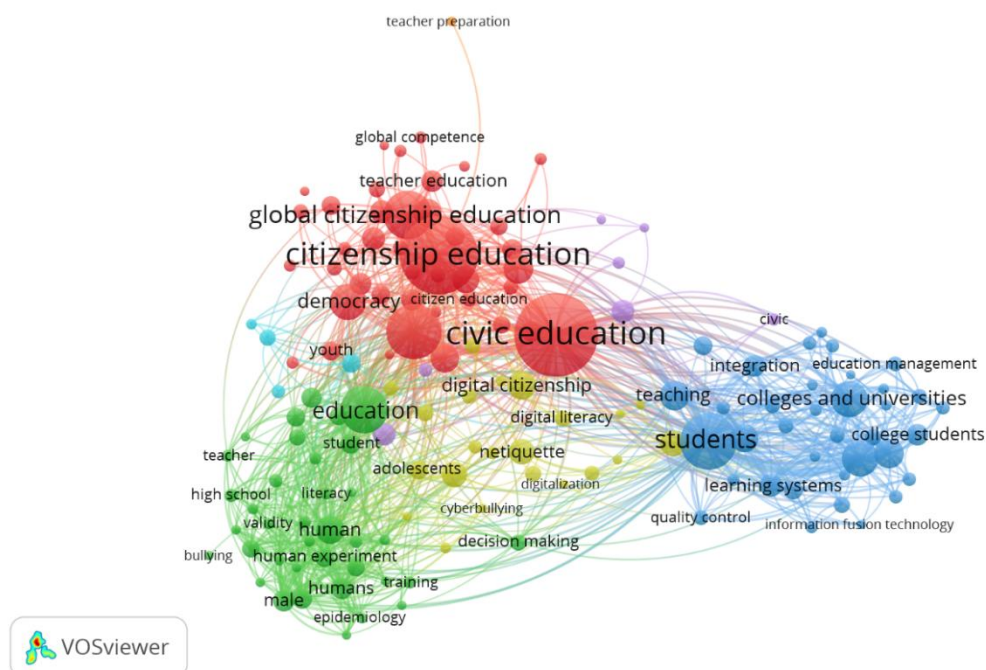 teacher preparation
global competence
teacher education
global citizenship education
citizenship education
democracy
citizen education
civic
civic education
youth
integration
education management
digital citizenship
teaching
colleges and universities
education
digital literacy
students
college students
student
netiquette
teacher
adolescents
digitalization
learning systems
high school
literacy
cyberbullying
quality control
information fusion technology
validity
human
decision making
bullying
human experiment
training
humans
male
epidemiology
VOSviewer